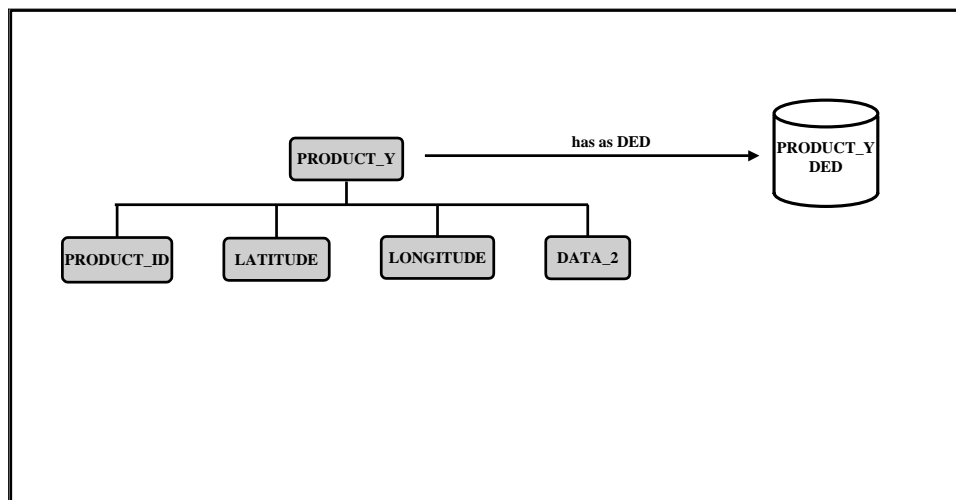 has as DED
PRODUCT_Y
PRODUCT_Y
DED
PRODUCT_ID
LATITUDE
LONGITUDE
DATA_2